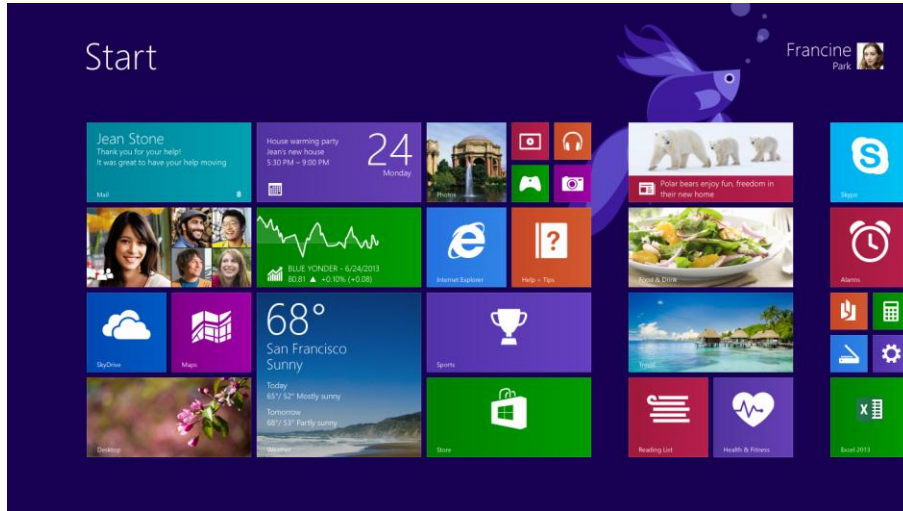 Start
Francine
Park
Jean Stone
Thank you for your help!
It was great to have your help moving
Mail
8
House warming party
Jean's new house
5:30 PM – 9:00 PM
24
Monday
Photos
Polar bears enjoy fun, freedom in
their new home
Skype
BLUE YONDER - 6/24/2013
80.81 ▲ +0.10% (+0.08)
Internet Explorer
Help + Tips
Food & Drink
Alarms
SkyDrive
Maps
68°
San Francisco
Sunny
Today
65°/ 52° Mostly sunny
Tomorrow
68°/ 53° Partly sunny
Weather
Sports
Travel
Desktop
Store
Reading List
Health & Fitness
Excel 2013